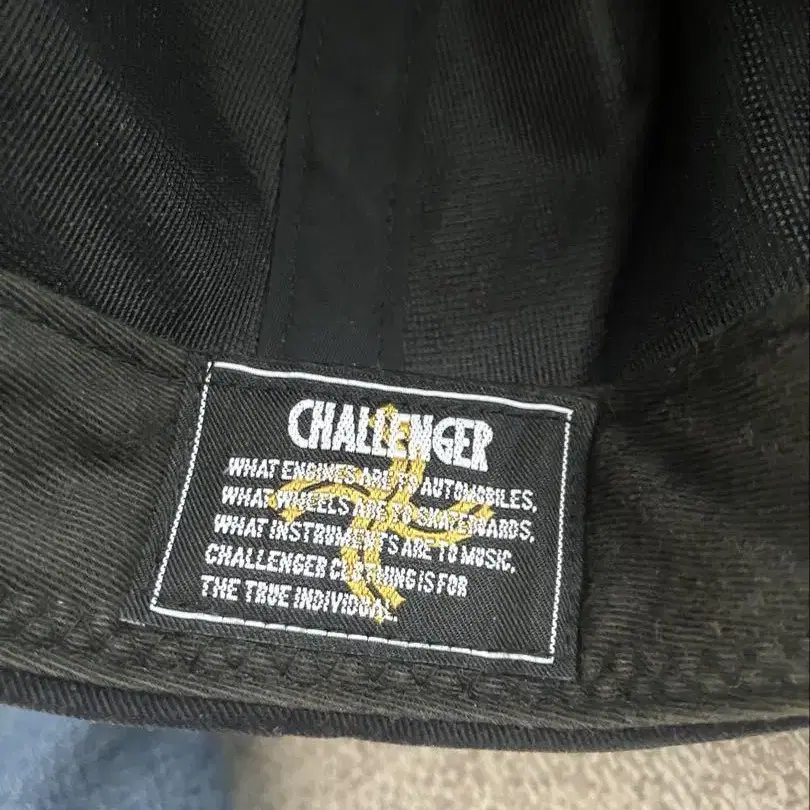 CHALLENGER
WHAT ENGINES ARE TO AUTOMOBILES,
WHAT WHEELS ARE TO SKATEBOARDS,
WHAT INSTRUMENTS ARE TO MUSIC,
CHALLENGER CLOTHING IS FOR
THE TRUE INDIVIDUAL.